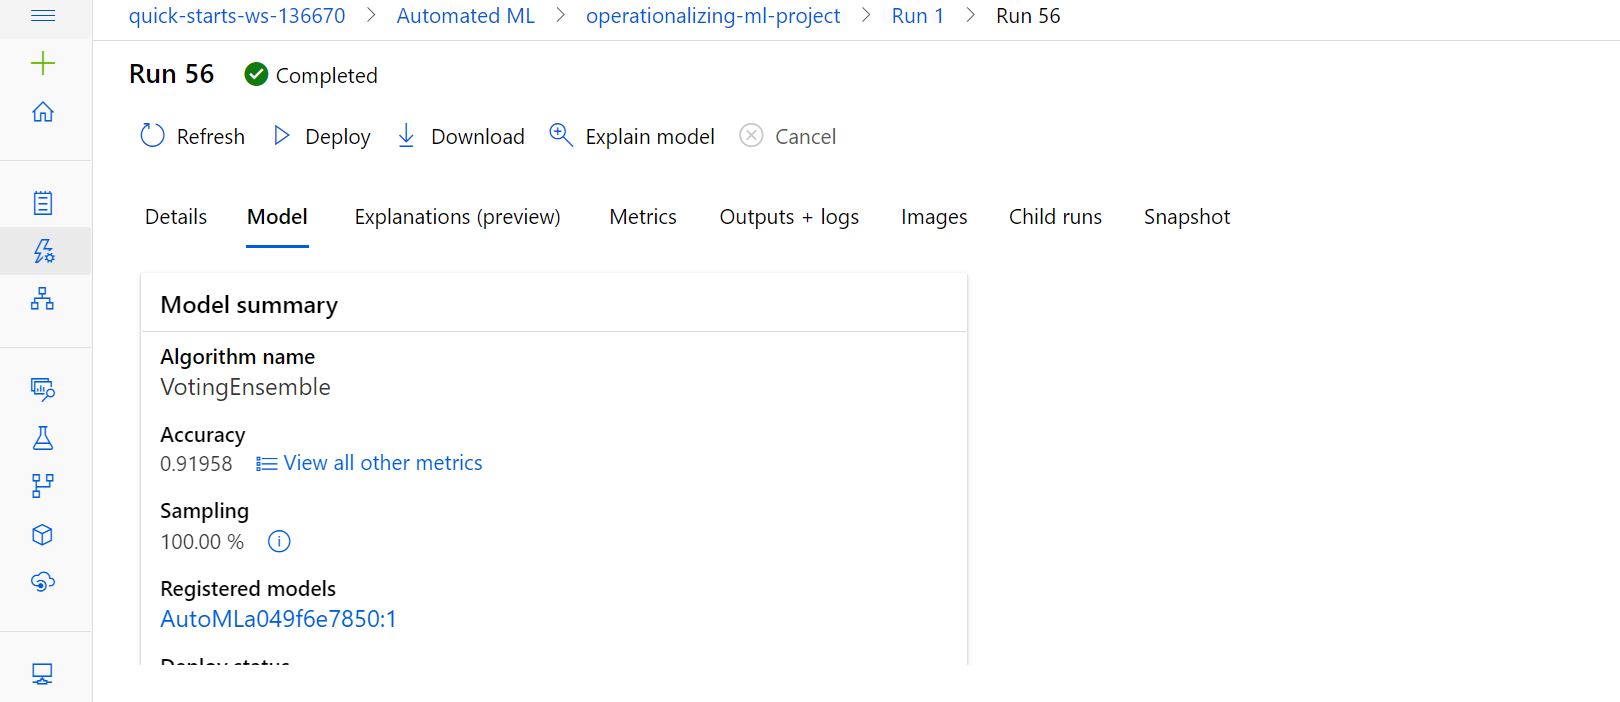 quick-starts-ws-136670 > Automated ML > operationalizing-ml-project > Run 1 > Run 56
Run 56 Completed
Refresh Deploy Download Explain model Cancel
Details Model Explanations (preview) Metrics Outputs + logs Images Child runs Snapshot
Model summary
Algorithm name
VotingEnsemble
Accuracy
0.91958 View all other metrics
Sampling
100.00 %
Registered models
AutoMLa049f6e7850:1
Deploy status